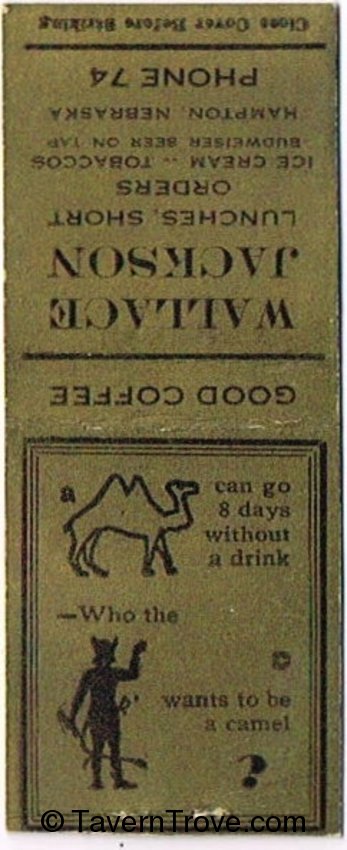 GOOD COFFEE
WALLACE
JACKSON
LUNCHES, SHORT
ORDERS
ICE CREAM .. TOBACCOS
BUDWEISER BEER ON TAP
HAMPTON, NEBRASKA
PHONE 74
Close Cover Before Striking
a can go
8 days
without
a drink
—Who the
wants to be
a camel
?
© TavernTrove.com